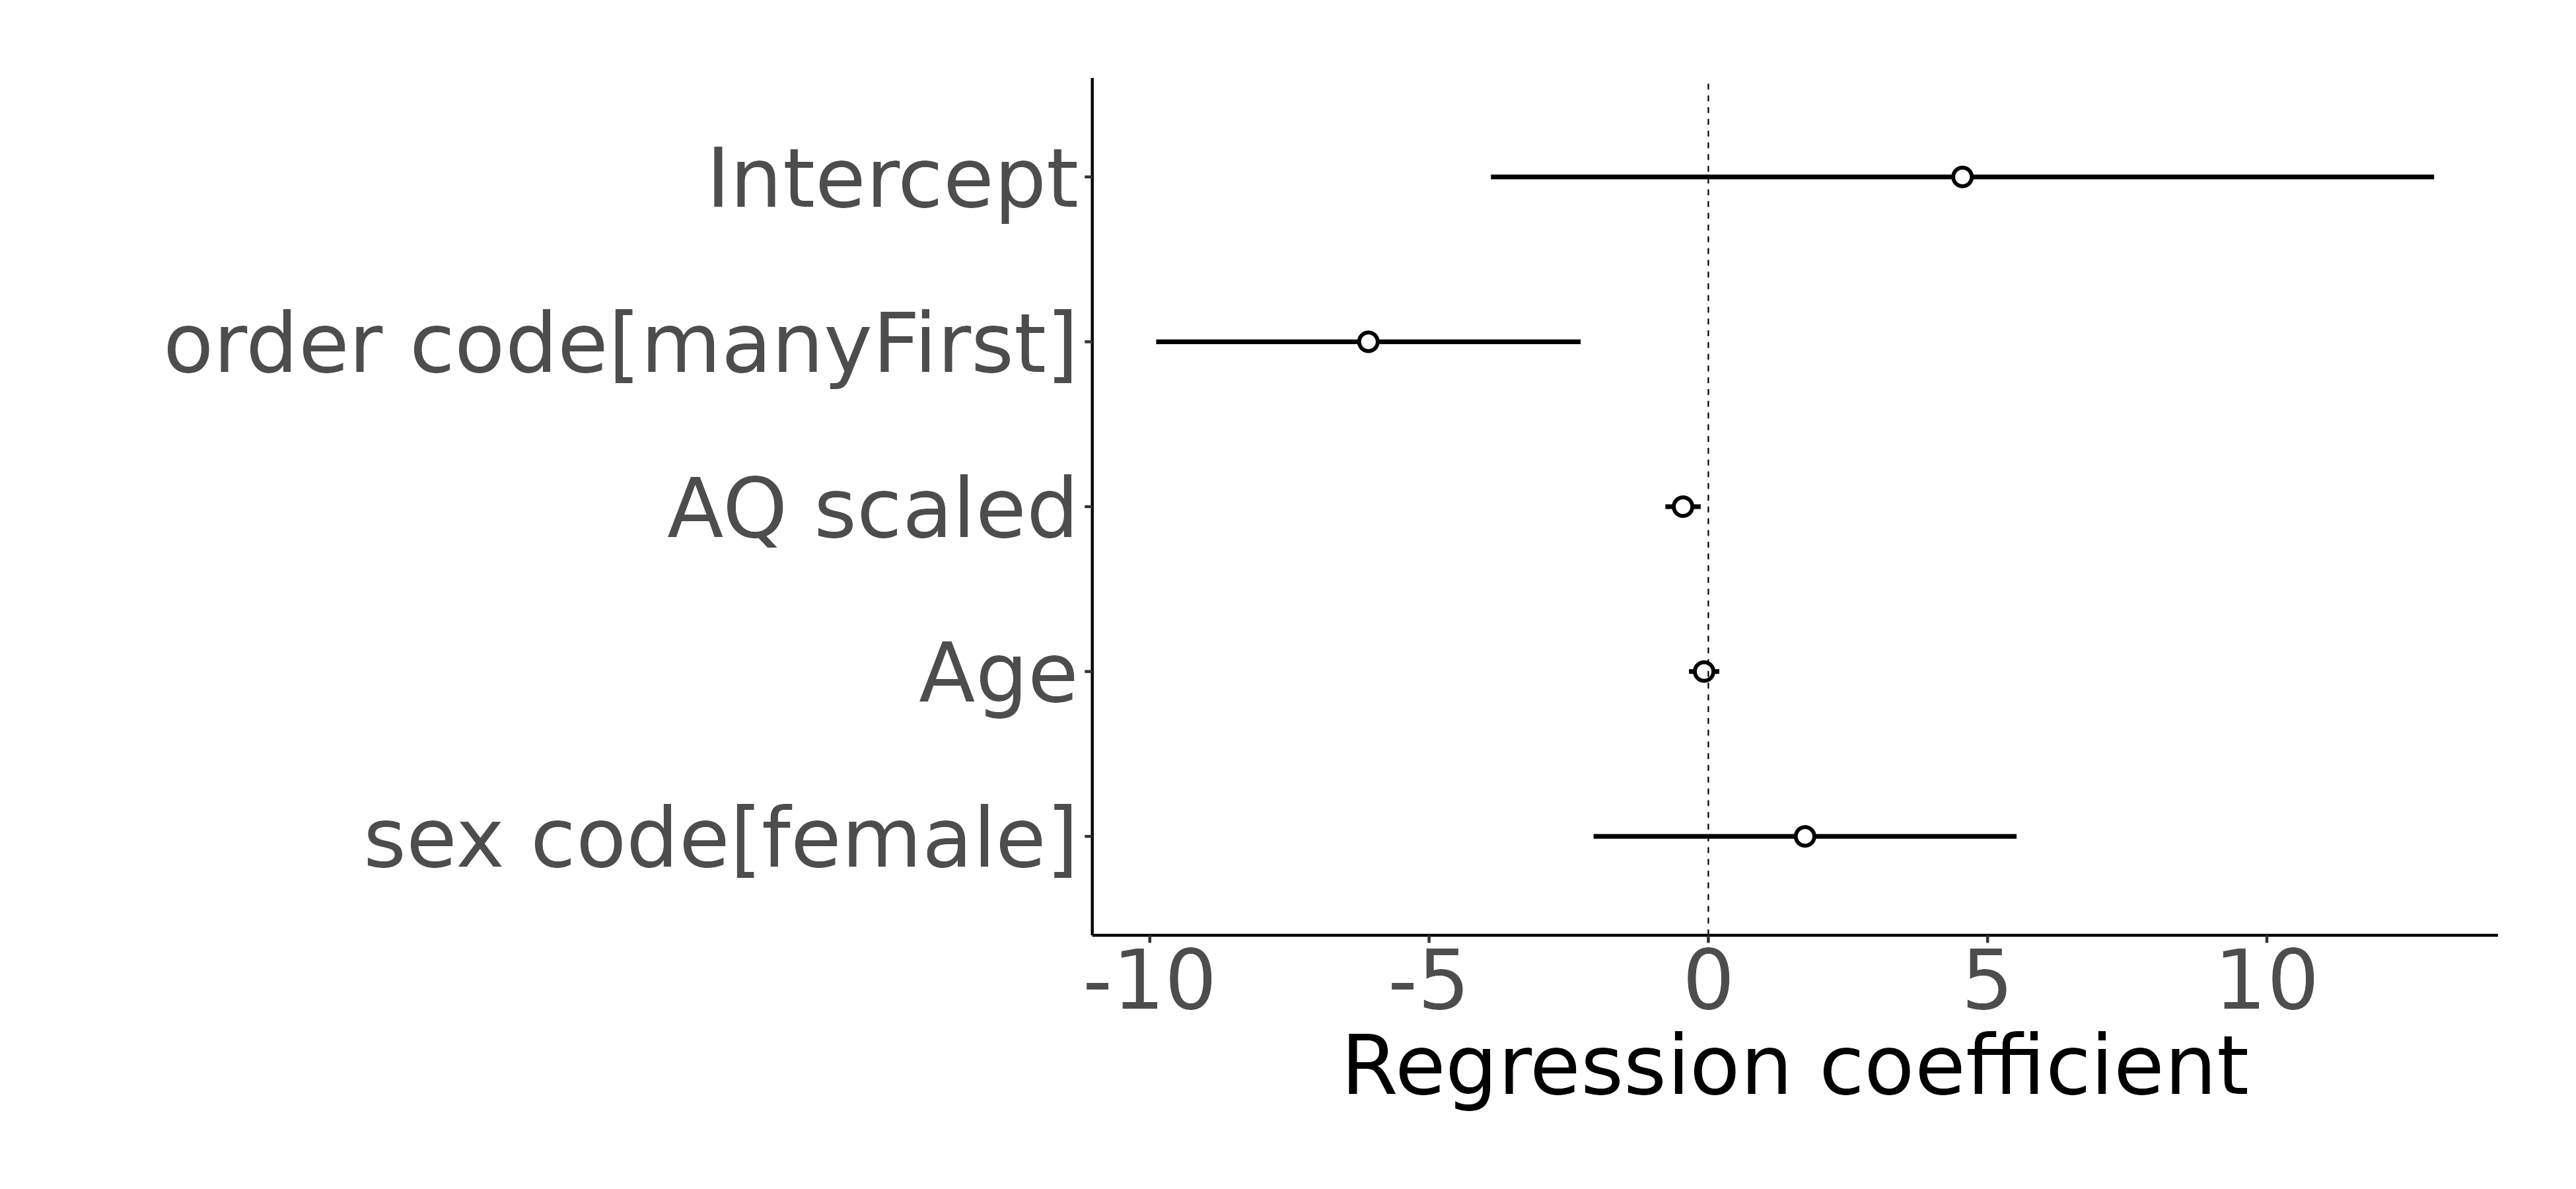 Intercept
order code[manyFirst]
AQ scaled
Age
sex code[female]
-10 -5 0 5 10
Regression coefficient